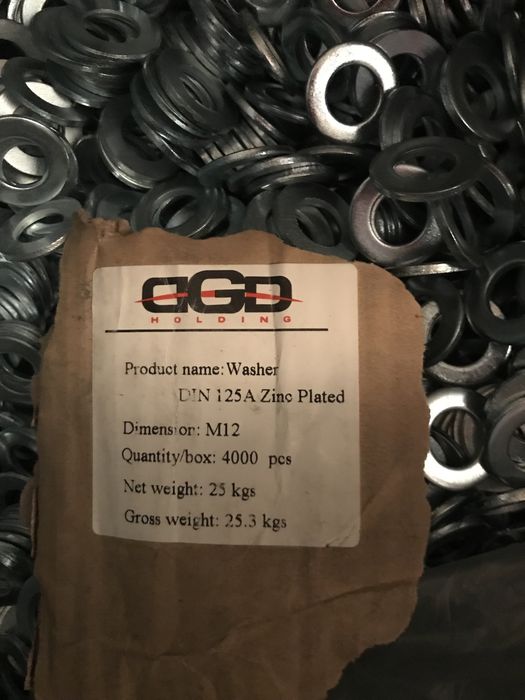 DGD
HOLDING
Product name: Washer
DIN 125A Zinc Plated
Dimension: M12
Quantity/box: 4000 pcs
Net weight: 25 kgs
Gross weight: 25.3 kgs